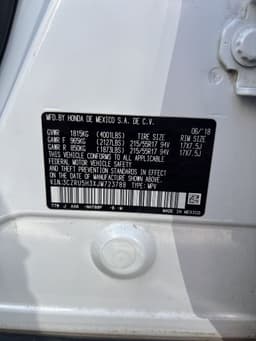 MFD.BY HONDA DE MEXICO S.A. DE C.V. 06/18
GVWR 1815KG (4001LBS) TIRE SIZE RIM SIZE
GAWR F 965KG (2127LBS) 215/55R17 94V 17X7.5J
GAWR R 850KG (1873LBS) 215/55R17 94V 17X7.5J
THIS VEHICLE CONFORMS TO ALL APPLICABLE
FEDERAL MOTOR VEHICLE SAFETY AND THEFT
PREVENTION STANDARDS IN EFFECT ON THE
DATE OF MANUFACTURE SHOWN ABOVE.
VIN:3CZRU5H3XJM723788 TYPE: MPV
MADE IN MEXICO